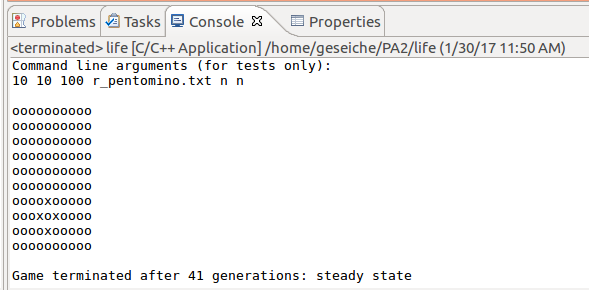 Problems Tasks Console Properties
<terminated> life [C/C++ Application] /home/geseiche/PA2/life (1/30/17 11:50 AM)
Command line arguments (for tests only):
10 10 100 r_pentomino.txt n n
oooooooooo
oooooooooo
oooooooooo
oooooooooo
oooooooooo
oooooooooo
ooooxooooo
oooxoxoooo
ooooxooooo
oooooooooo
Game terminated after 41 generations: steady state